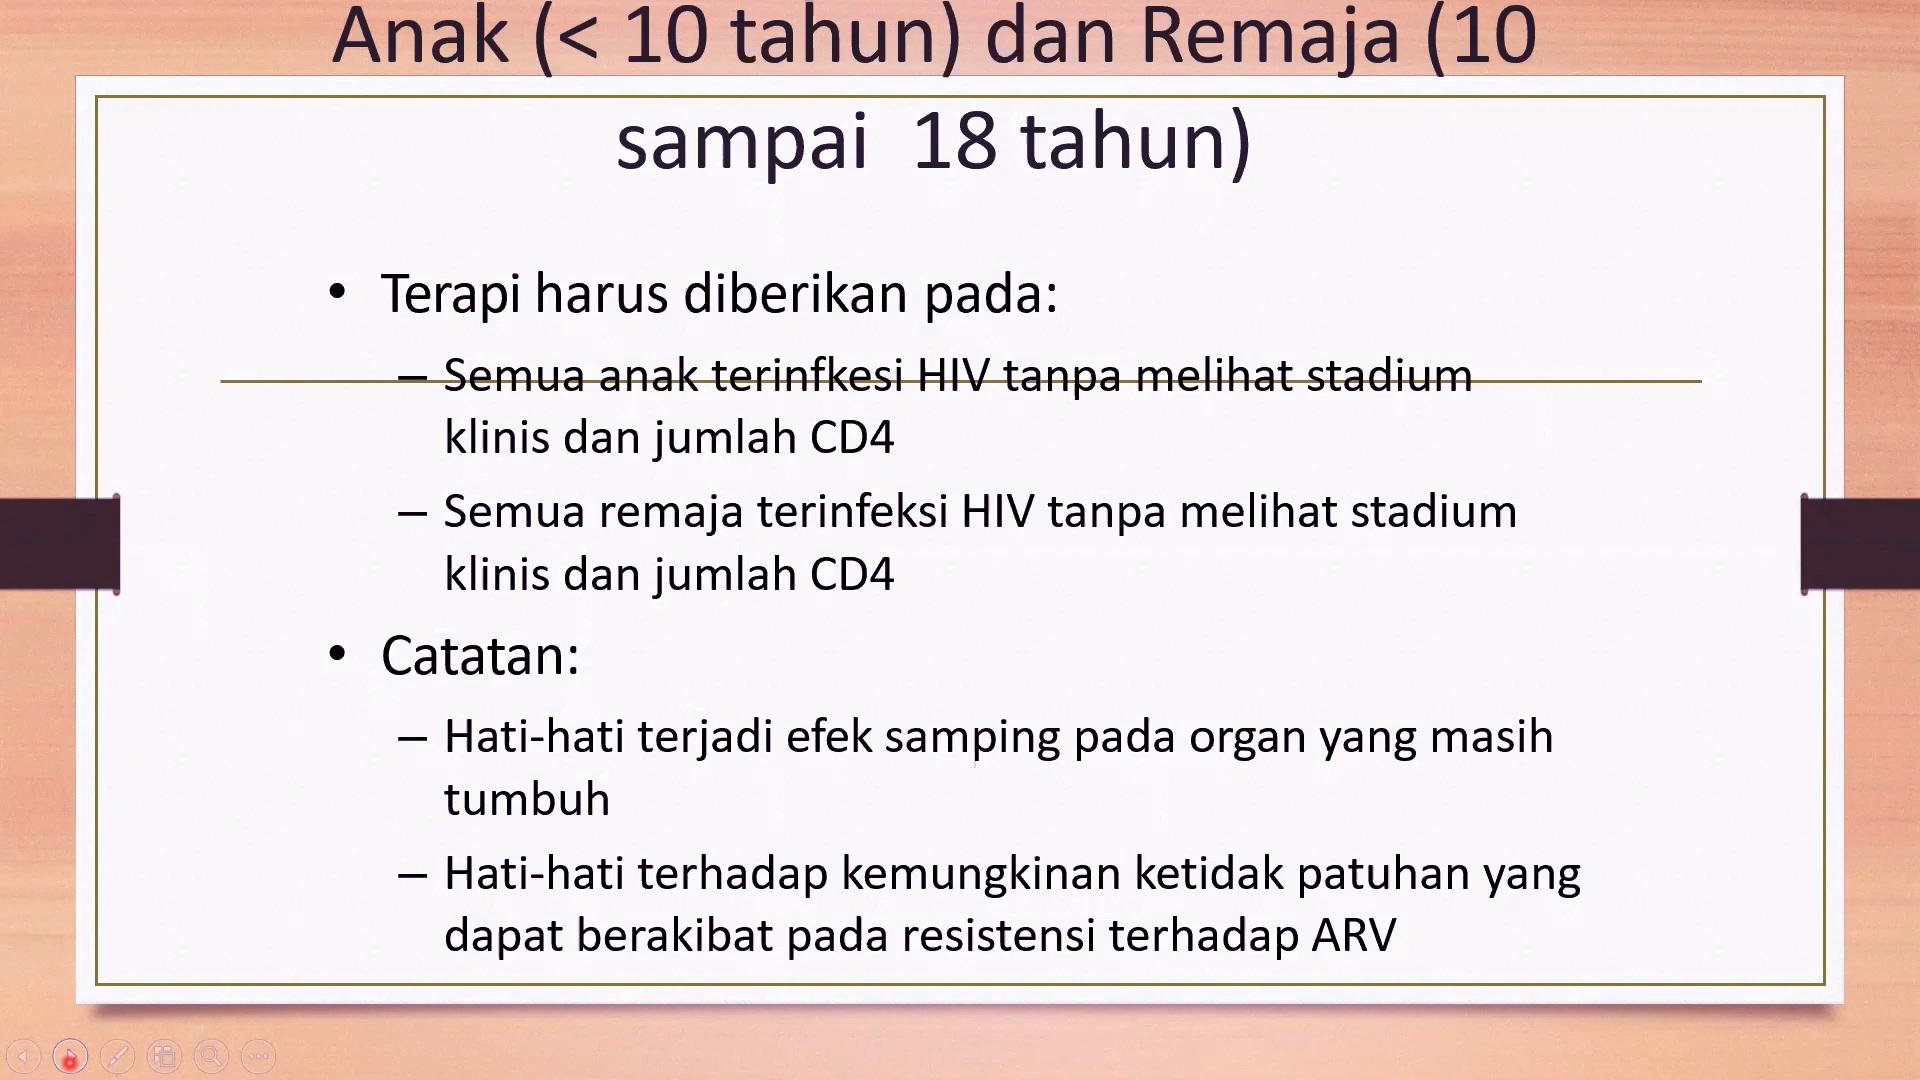 Anak (< 10 tahun) dan Remaja (10
sampai  18 tahun)
• Terapi harus diberikan pada:
– Semua anak terinfkesi HIV tanpa melihat stadium
klinis dan jumlah CD4
– Semua remaja terinfeksi HIV tanpa melihat stadium
klinis dan jumlah CD4
• Catatan:
– Hati-hati terjadi efek samping pada organ yang masih
tumbuh
– Hati-hati terhadap kemungkinan ketidak patuhan yang
dapat berakibat pada resistensi terhadap ARV